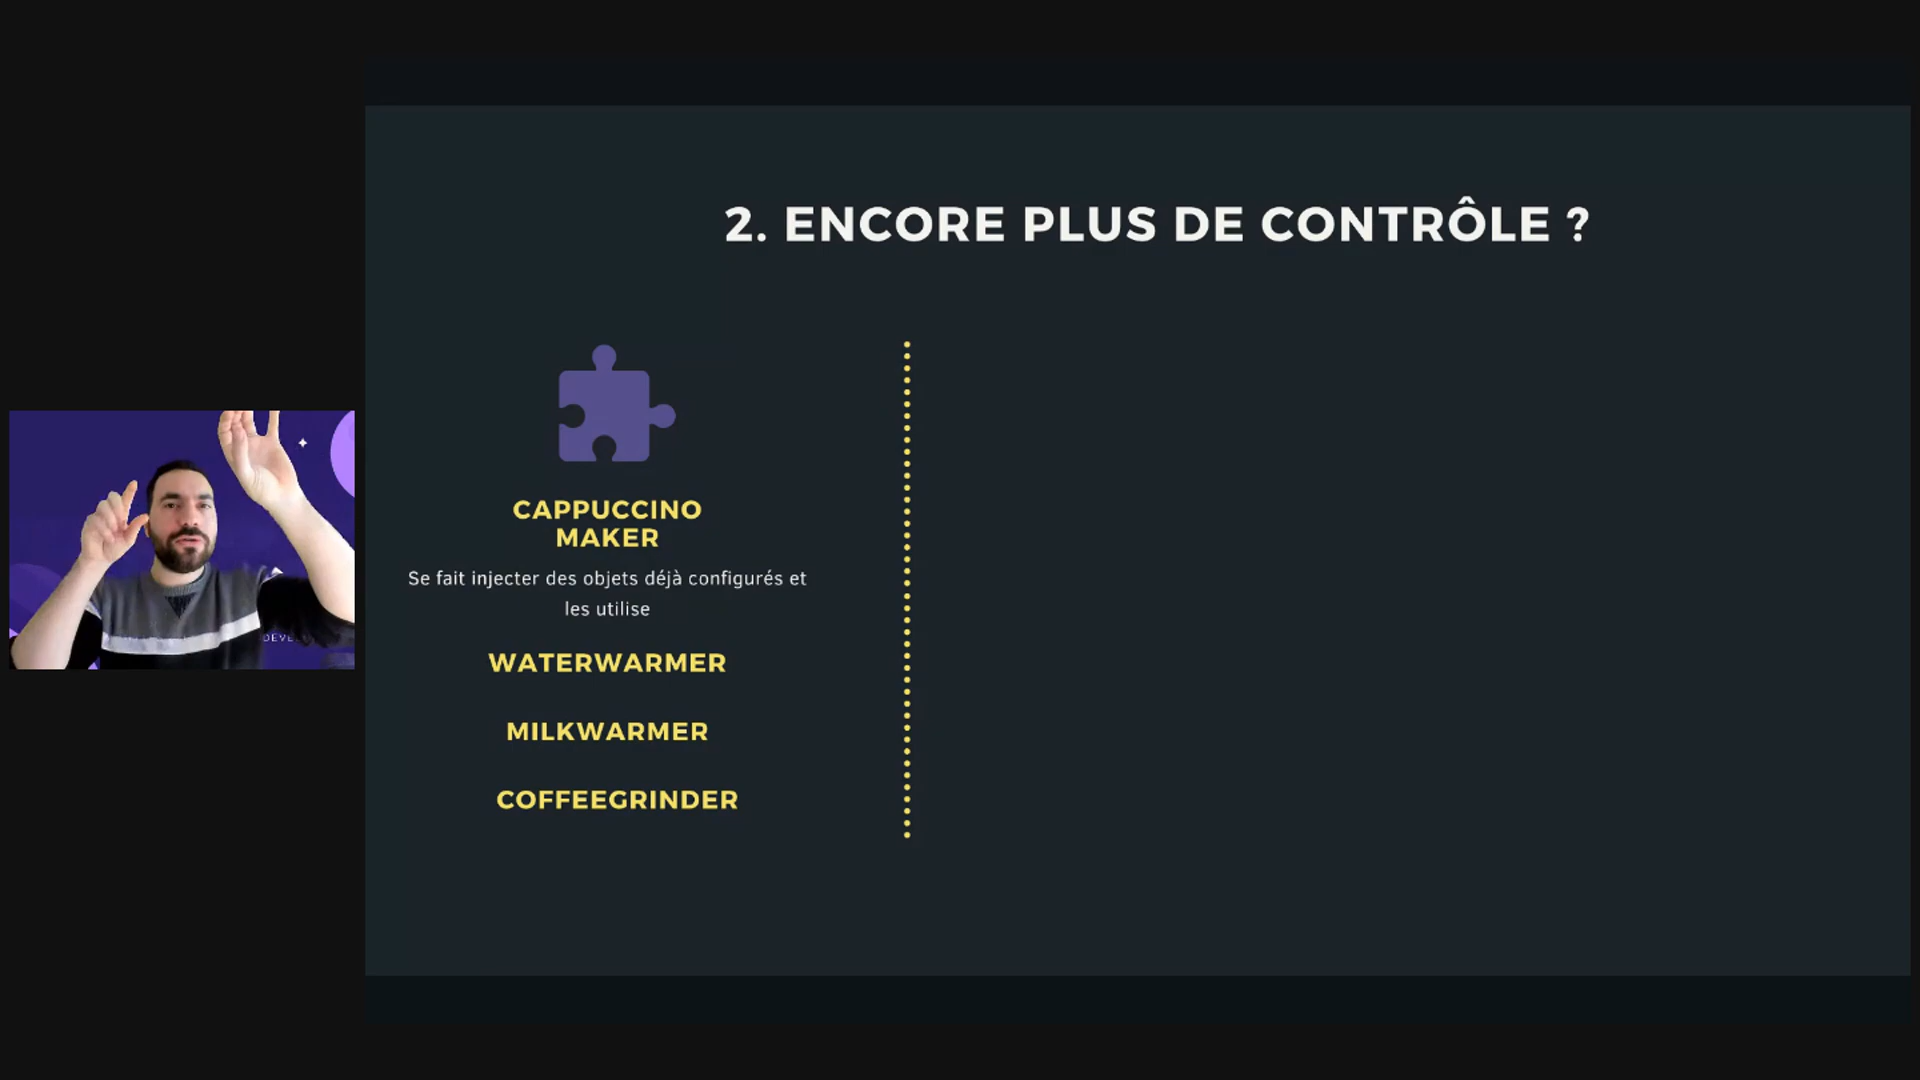 2. ENCORE PLUS DE CONTRÔLE ?
CAPPUCCINO
MAKER
Se fait injecter des objets déjà configurés et
les utilise
WATERWARMER
MILKWARMER
COFFEEGRINDER